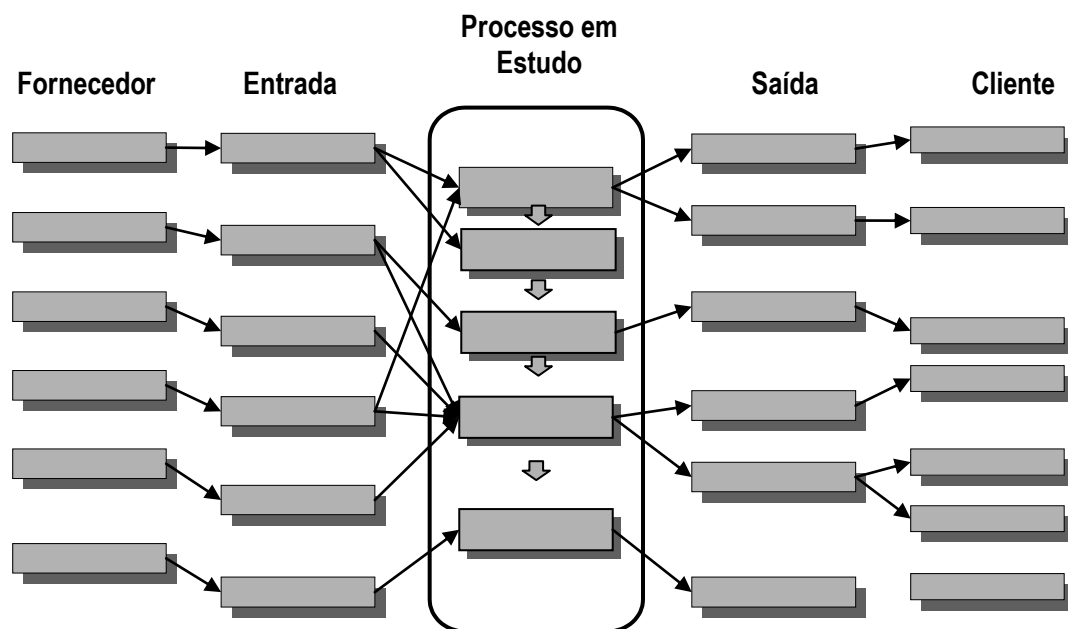 Processo em
Estudo
Fornecedor
Entrada
Saída
Cliente